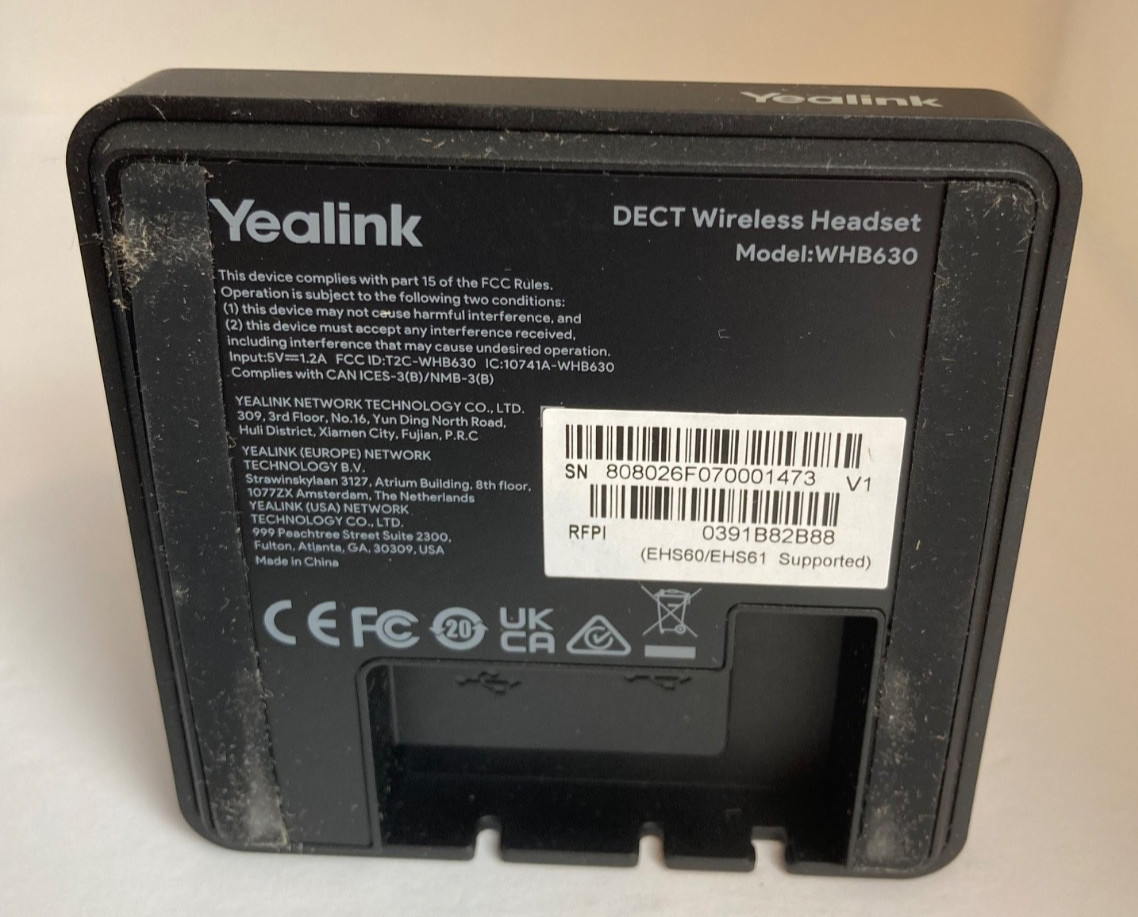 Yealink
Yealink
DECT Wireless Headset
Model:WHB630
This device complies with part 15 of the FCC Rules.
Operation is subject to the following two conditions:
(1) this device may not cause harmful interference, and
(2) this device must accept any interference received,
including interference that may cause undesired operation.
Input:5V⎓1.2A FCC ID:T2C-WHB630 IC:10741A-WHB630
Complies with CAN ICES-3(B)/NMB-3(B)
YEALINK NETWORK TECHNOLOGY CO., LTD.
309, 3rd Floor, No.16, Yun Ding North Road,
Huli District, Xiamen City, Fujian, P.R.C
YEALINK (EUROPE) NETWORK
TECHNOLOGY B.V.
Strawinskylaan 3127, Atrium Building, 8th floor,
1077ZX Amsterdam, The Netherlands
YEALINK (USA) NETWORK
TECHNOLOGY CO., LTD.
999 Peachtree Street Suite 2300,
Fulton, Atlanta, GA, 30309, USA
Made in China
SN 808026F070001473 V1
RFPI 0391B82B88
(EHS60/EHS61 Supported)
CE FC 20 UK
CA